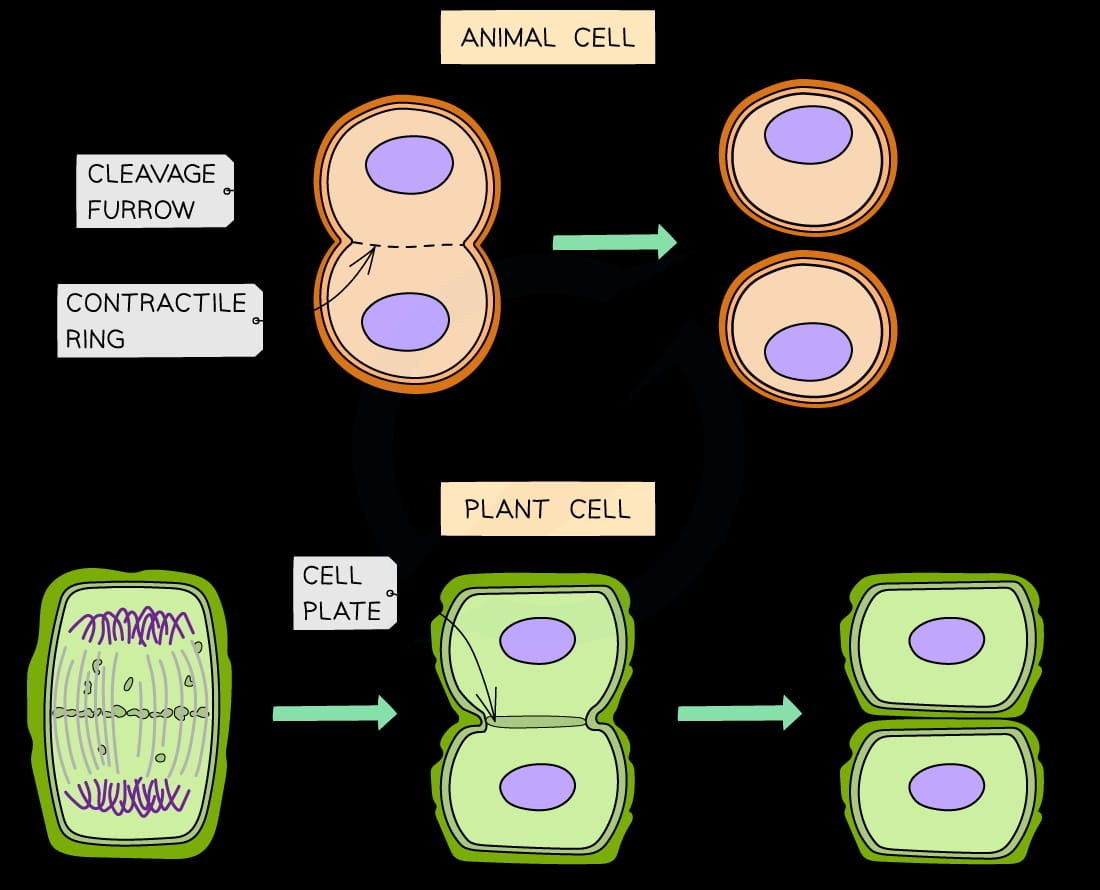 ANIMAL CELL
CLEAVAGE
FURROW
CONTRACTILE
RING
PLANT CELL
CELL
PLATE